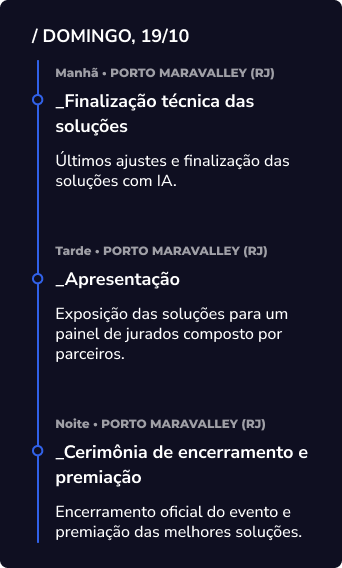 / DOMINGO, 19/10
Manhã • PORTO MARAVALLEY (RJ)
_Finalização técnica das
soluções
Últimos ajustes e finalização das
soluções com IA.
Tarde • PORTO MARAVALLEY (RJ)
_Apresentação
Exposição das soluções para um
painel de jurados composto por
parceiros.
Noite • PORTO MARAVALLEY (RJ)
_Cerimônia de encerramento e
premiação
Encerramento oficial do evento e
premiação das melhores soluções.